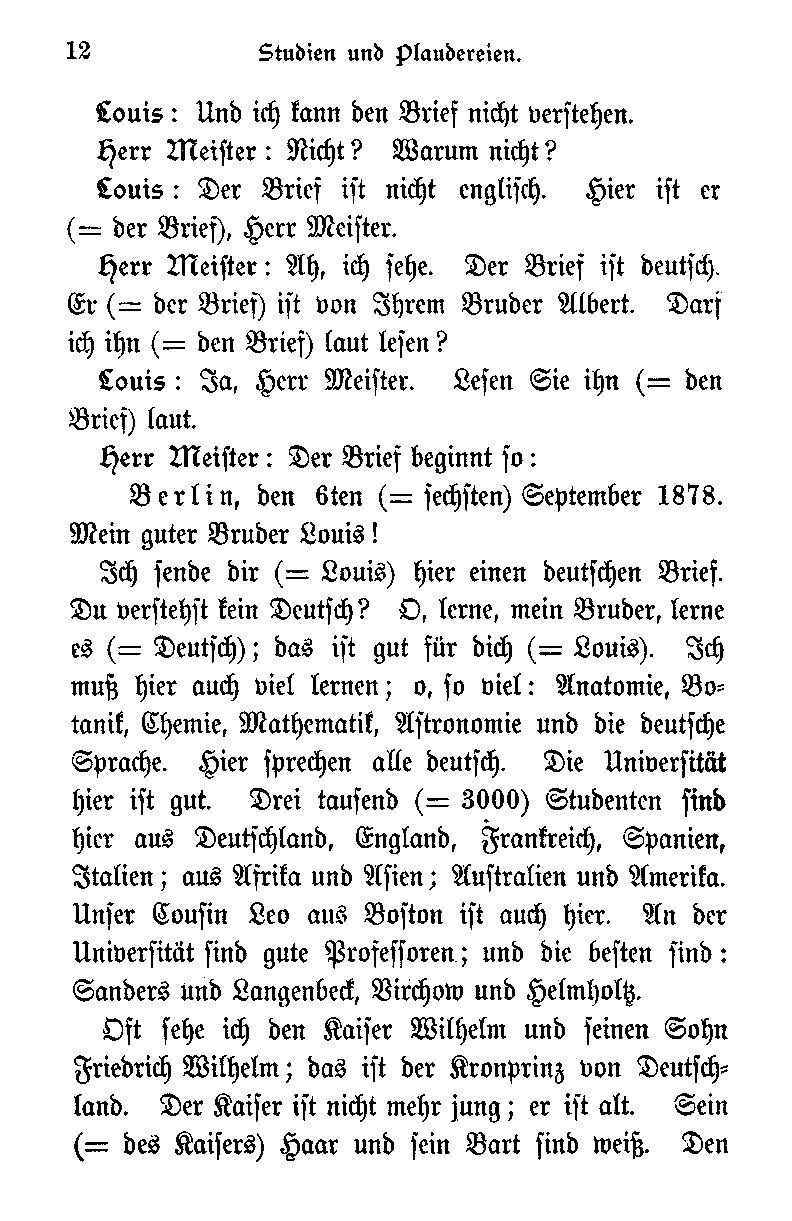 12 Studien und Plaudereien.
Louis: Und ich kann den Brief nicht verstehen.
Herr Meister: Nicht? Warum nicht?
Louis: Der Brief ist nicht englisch. Hier ist er
(= der Brief), Herr Meister.
Herr Meister: Ah, ich sehe. Der Brief ist deutsch.
Er (= der Brief) ist von Ihrem Bruder Albert. Darf
ich ihn (= den Brief) laut lesen?
Louis: Ja, Herr Meister. Lesen Sie ihn (= den
Brief) laut.
Herr Meister: Der Brief beginnt so:
Berlin, den 6ten (= sechsten) September 1878.
Mein guter Bruder Louis!
Ich sende dir (= Louis) hier einen deutschen Brief.
Du verstehst kein Deutsch? O, lerne, mein Bruder, lerne
es (= Deutsch); das ist gut für dich (= Louis). Ich
muß hier auch viel lernen; o, so viel: Anatomie, Bo-
tanik, Chemie, Mathematik, Astronomie und die deutsche
Sprache. Hier sprechen alle deutsch. Die Universität
hier ist gut. Drei tausend (= 3000) Studenten sind
hier aus Deutschland, England, Frankreich, Spanien,
Italien; aus Afrika und Asien; Australien und Amerika.
Unser Cousin Leo aus Boston ist auch hier. An der
Universität sind gute Professoren; und die besten sind:
Sanders und Langenbeck, Virchow und Helmholtz.
Oft sehe ich den Kaiser Wilhelm und seinen Sohn
Friedrich Wilhelm; das ist der Kronprinz von Deutsch-
land. Der Kaiser ist nicht mehr jung; er ist alt. Sein
(= des Kaisers) Haar und sein Bart sind weiß. Den